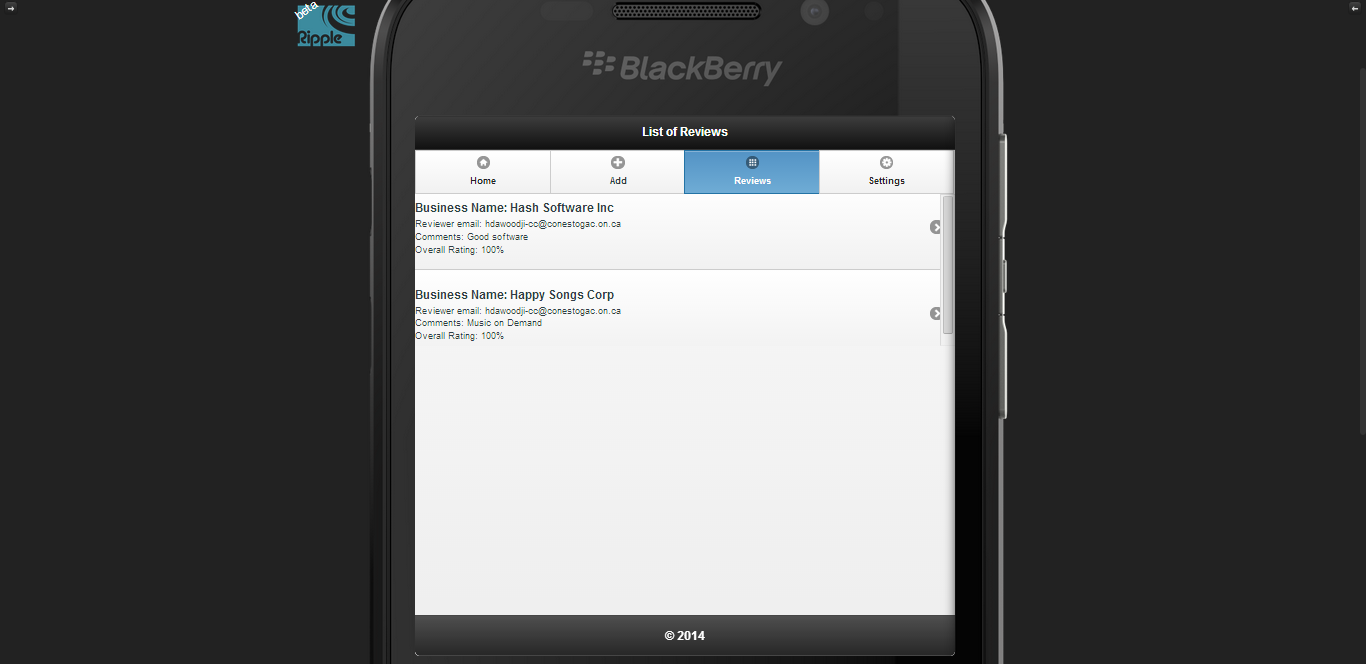 beta
Ripple
BlackBerry
List of Reviews
Home Add Reviews Settings
Business Name: Hash Software Inc
Reviewer email: hdawoodji-cc@conestogac.on.ca
Comments: Good software
Overall Rating: 100%
Business Name: Happy Songs Corp
Reviewer email: hdawoodji-cc@conestogac.on.ca
Comments: Music on Demand
Overall Rating: 100%
© 2014